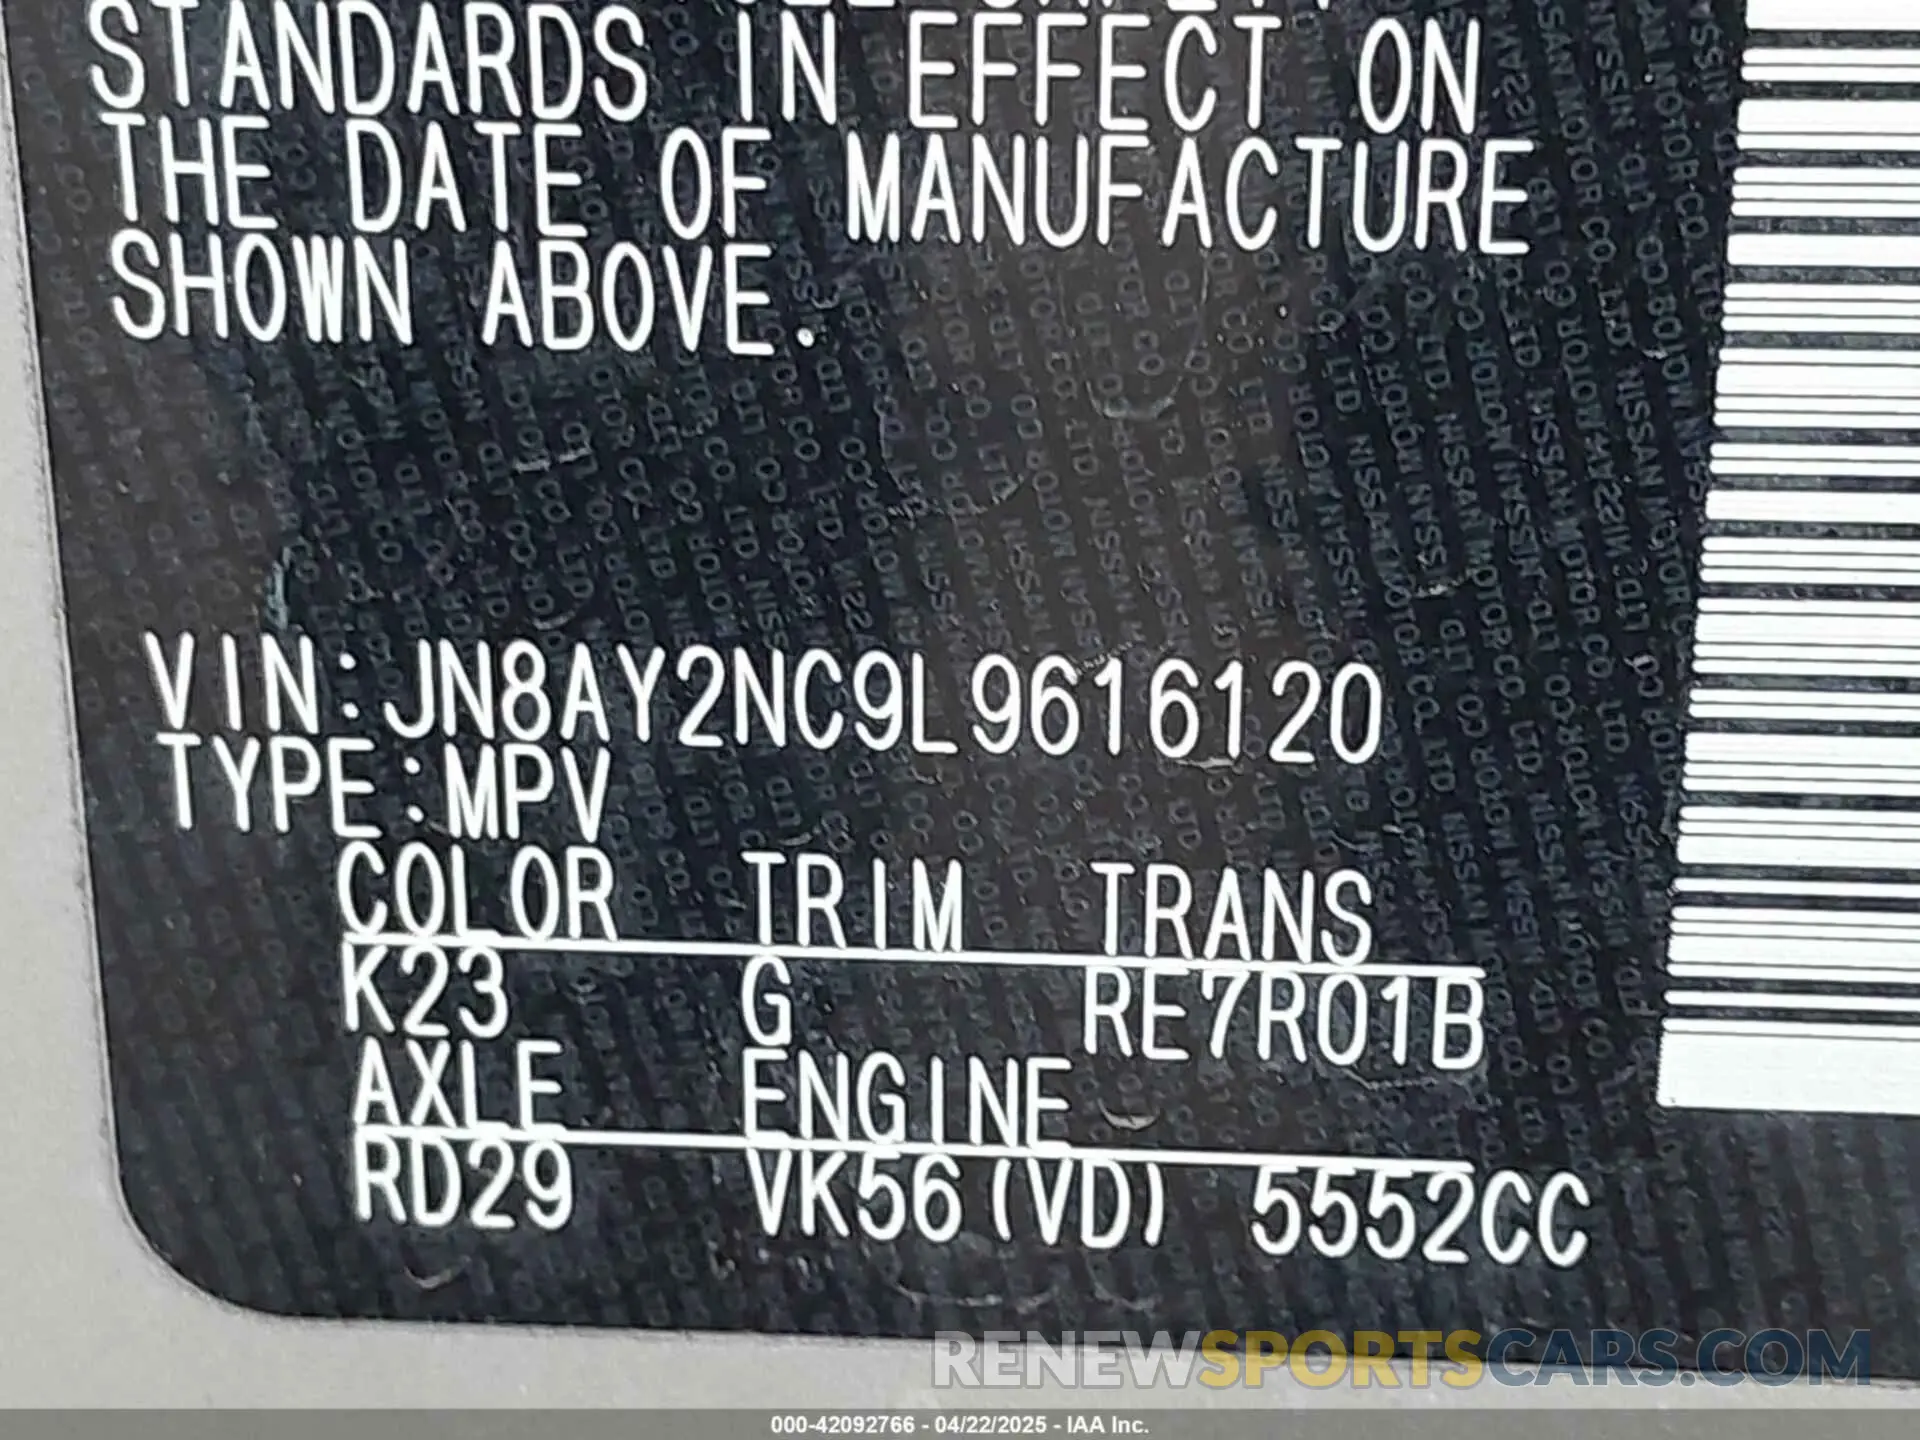 STANDARDS IN EFFECT ON
THE DATE OF MANUFACTURE
SHOWN ABOVE.
VIN:JN8AY2NC9L9616120
TYPE:MPV
COLOR TRIM TRANS
K23 G RE7R01B
AXLE ENGINE
RD29 VK56(VD) 5552CC
RENEWSPORTSCARS.COM
000-42092766 - 04/22/2025 - IAA Inc.